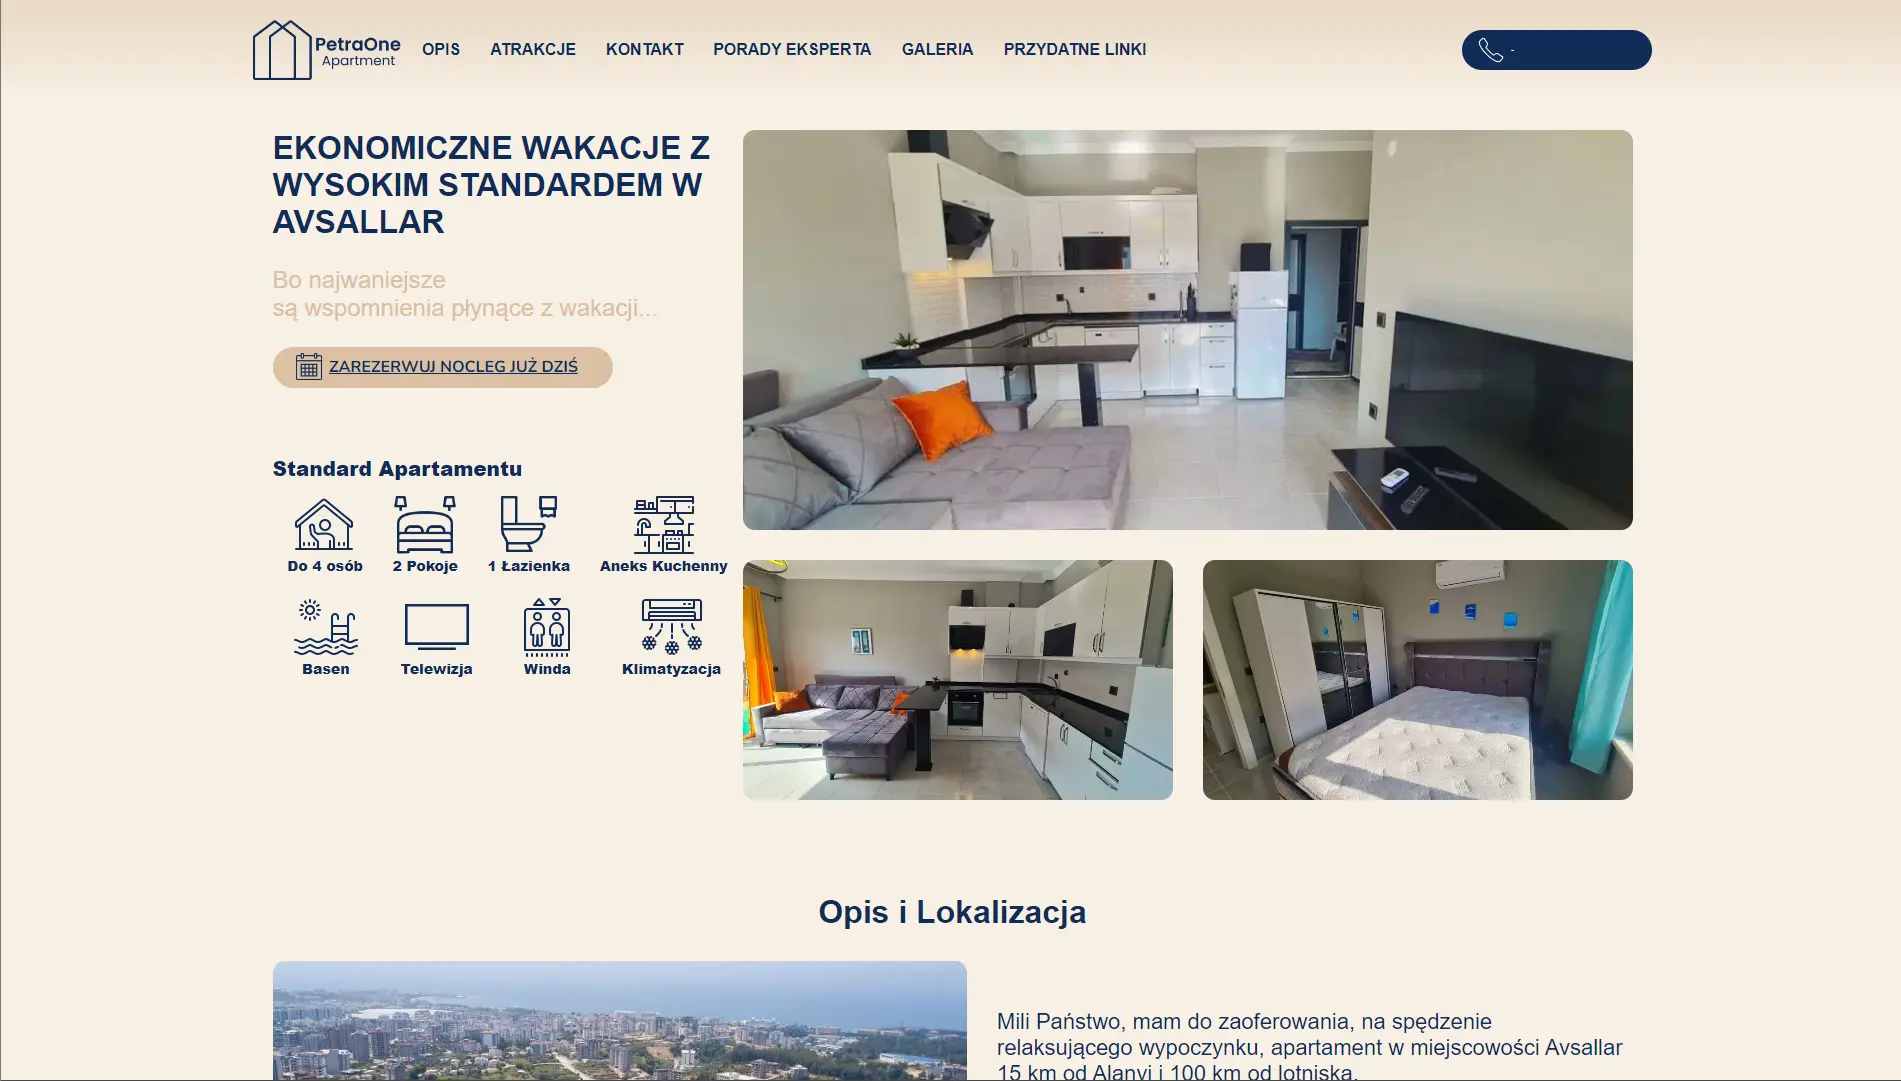 PetraOne
Apartment
OPIS
ATRAKCJE
KONTAKT
PORADY EKSPERTA
GALERIA
PRZYDATNE LINKI
-
EKONOMICZNE WAKACJE Z
WYSOKIM STANDARDEM W
AVSALLAR
Bo najwaniejsze
są wspomnienia płynące z wakacji...
ZAREZERWUJ NOCLEG JUŻ DZIŚ
Standard Apartamentu
Do 4 osób
2 Pokoje
1 Łazienka
Aneks Kuchenny
Basen
Telewizja
Winda
Klimatyzacja
Opis i Lokalizacja
Mili Państwo, mam do zaoferowania, na spędzenie
relaksującego wypoczynku, apartament w miejscowości Avsallar
15 km od Alanyi i 100 km od lotniska.